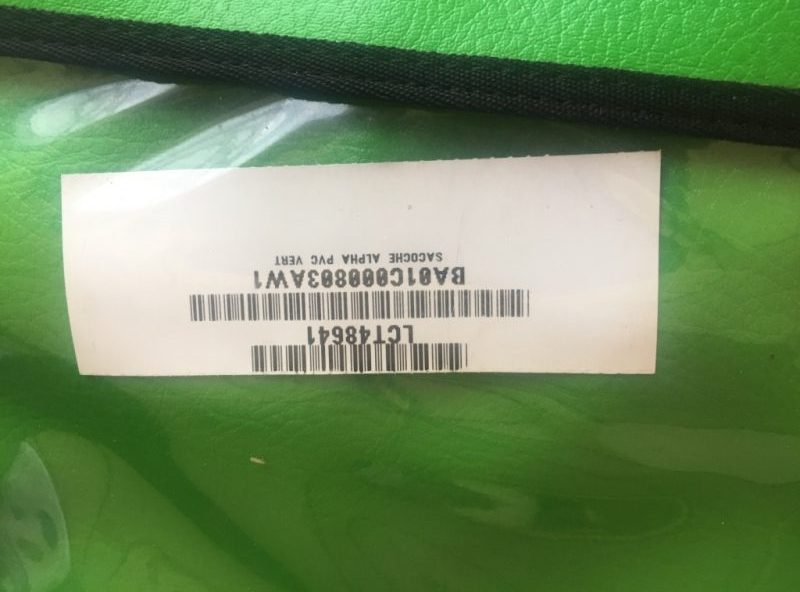 LCT48641
BA01C000803AW1
SACOCHE ALPHA PVC VERT